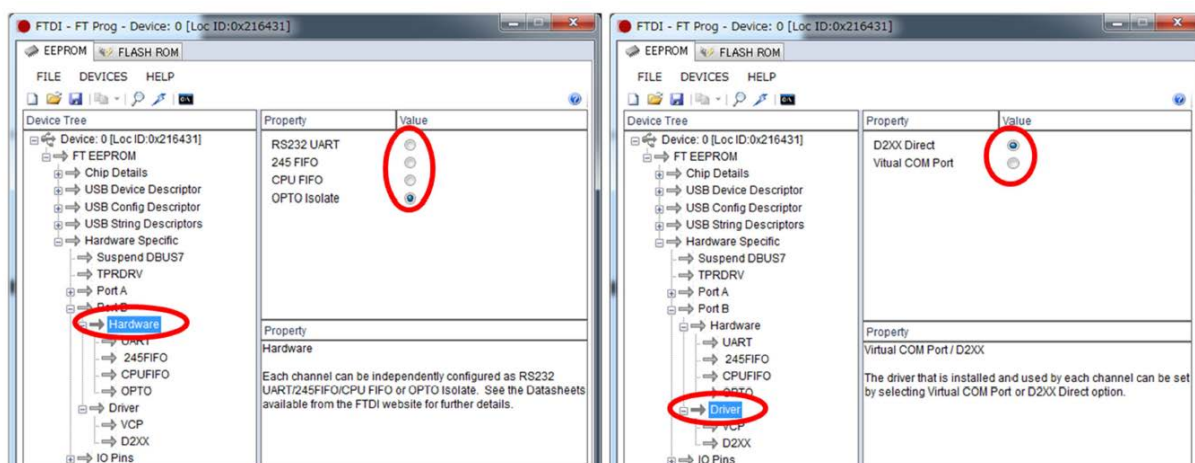 FTDI - FT Prog - Device: 0 [Loc ID:0x216431]
EEPROM FLASH ROM
FILE DEVICES HELP
Device Tree
Property Value
Device: 0 [Loc ID:0x216431]
FT EEPROM
Chip Details
USB Device Descriptor
USB Config Descriptor
USB String Descriptors
Hardware Specific
Suspend DBUS7
TPRDRV
Port A
Port B
Hardware
UART
245FIFO
CPUFIFO
OPTO
Driver
VCP
D2XX
IO Pins
RS232 UART
245 FIFO
CPU FIFO
OPTO Isolate
Property
Hardware
Each channel can be independently configured as RS232
UART/245FIFO/CPU FIFO or OPTO Isolate. See the Datasheets
available from the FTDI website for further details.
FTDI - FT Prog - Device: 0 [Loc ID:0x216431]
EEPROM FLASH ROM
FILE DEVICES HELP
Device Tree
Property Value
Device: 0 [Loc ID:0x216431]
FT EEPROM
Chip Details
USB Device Descriptor
USB Config Descriptor
USB String Descriptors
Hardware Specific
Suspend DBUS7
TPRDRV
Port A
Port B
Hardware
UART
245FIFO
CPUFIFO
OPTO
Driver
VCP
D2XX
IO Pins
D2XX Direct
Vitual COM Port
Property
Virtual COM Port / D2XX
The driver that is installed and used by each channel can be set
by selecting Virtual COM Port or D2XX Direct option.